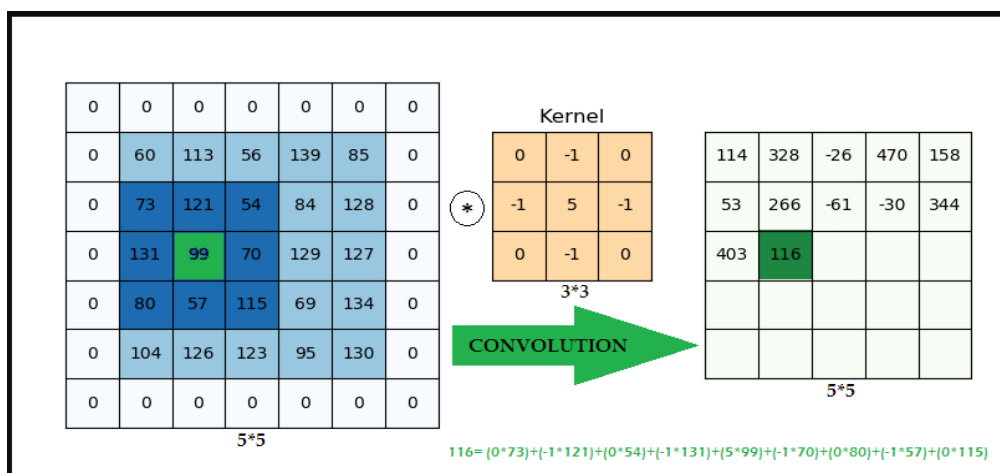 0 0 0 0 0 0 0
Kernel
0 60 113 56 139 85 0
0 -1 0
114 328 -26 470 158
0 73 121 54 84 128 0
*
-1 5 -1
53 266 -61 -30 344
0 131 99 70 129 127 0
0 -1 0
403 116
3*3
0 80 57 115 69 134 0
CONVOLUTION
0 104 126 123 95 130 0
0 0 0 0 0 0 0
5*5
5*5
116= (0*73)+(-1*121)+(0*54)+(-1*131)+(5*99)+(-1*70)+(0*80)+(-1*57)+(0*115)